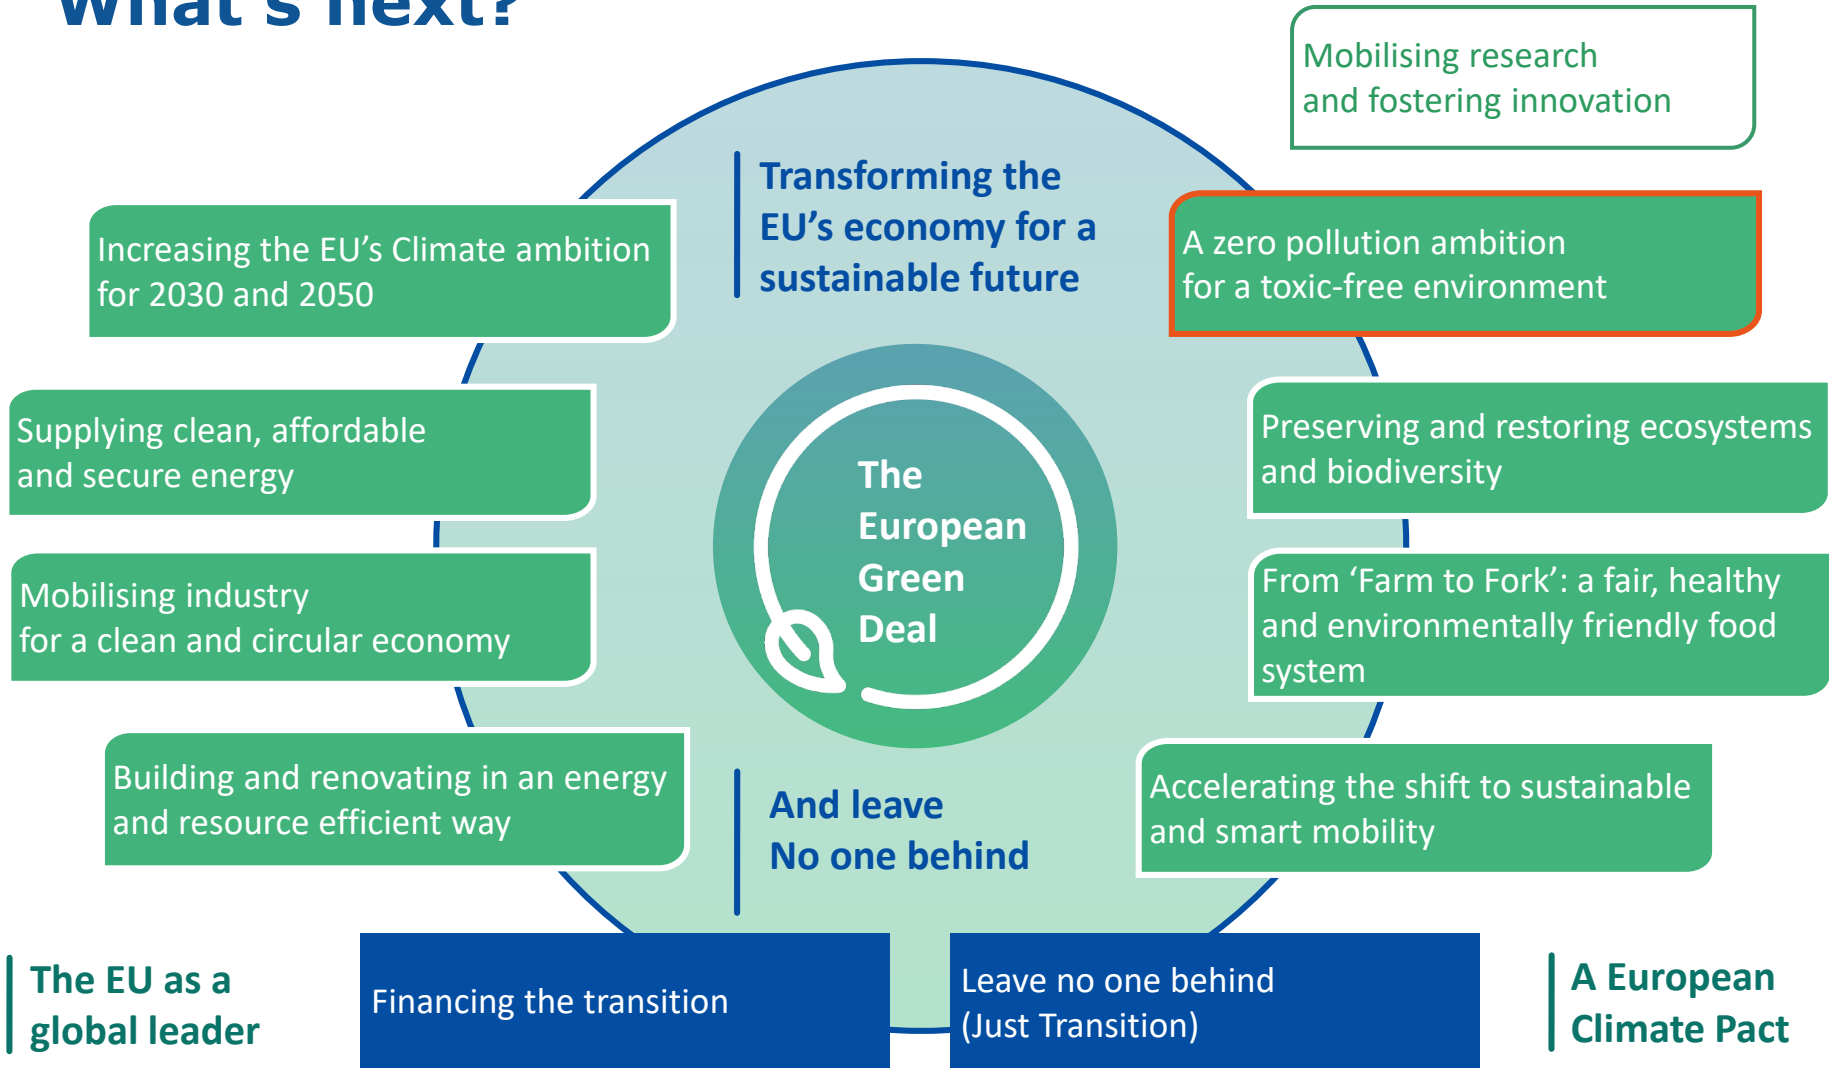 What's next?
Mobilising research
and fostering innovation
Transforming the
EU’s economy for a
sustainable future
Increasing the EU’s Climate ambition
for 2030 and 2050
A zero pollution ambition
for a toxic-free environment
Supplying clean, affordable
and secure energy
Preserving and restoring ecosystems
and biodiversity
The
European
Green
Deal
Mobilising industry
for a clean and circular economy
From ‘Farm to Fork’: a fair, healthy
and environmentally friendly food
system
Building and renovating in an energy
and resource efficient way
Accelerating the shift to sustainable
and smart mobility
And leave
No one behind
The EU as a
global leader
Financing the transition
Leave no one behind
(Just Transition)
A European
Climate Pact